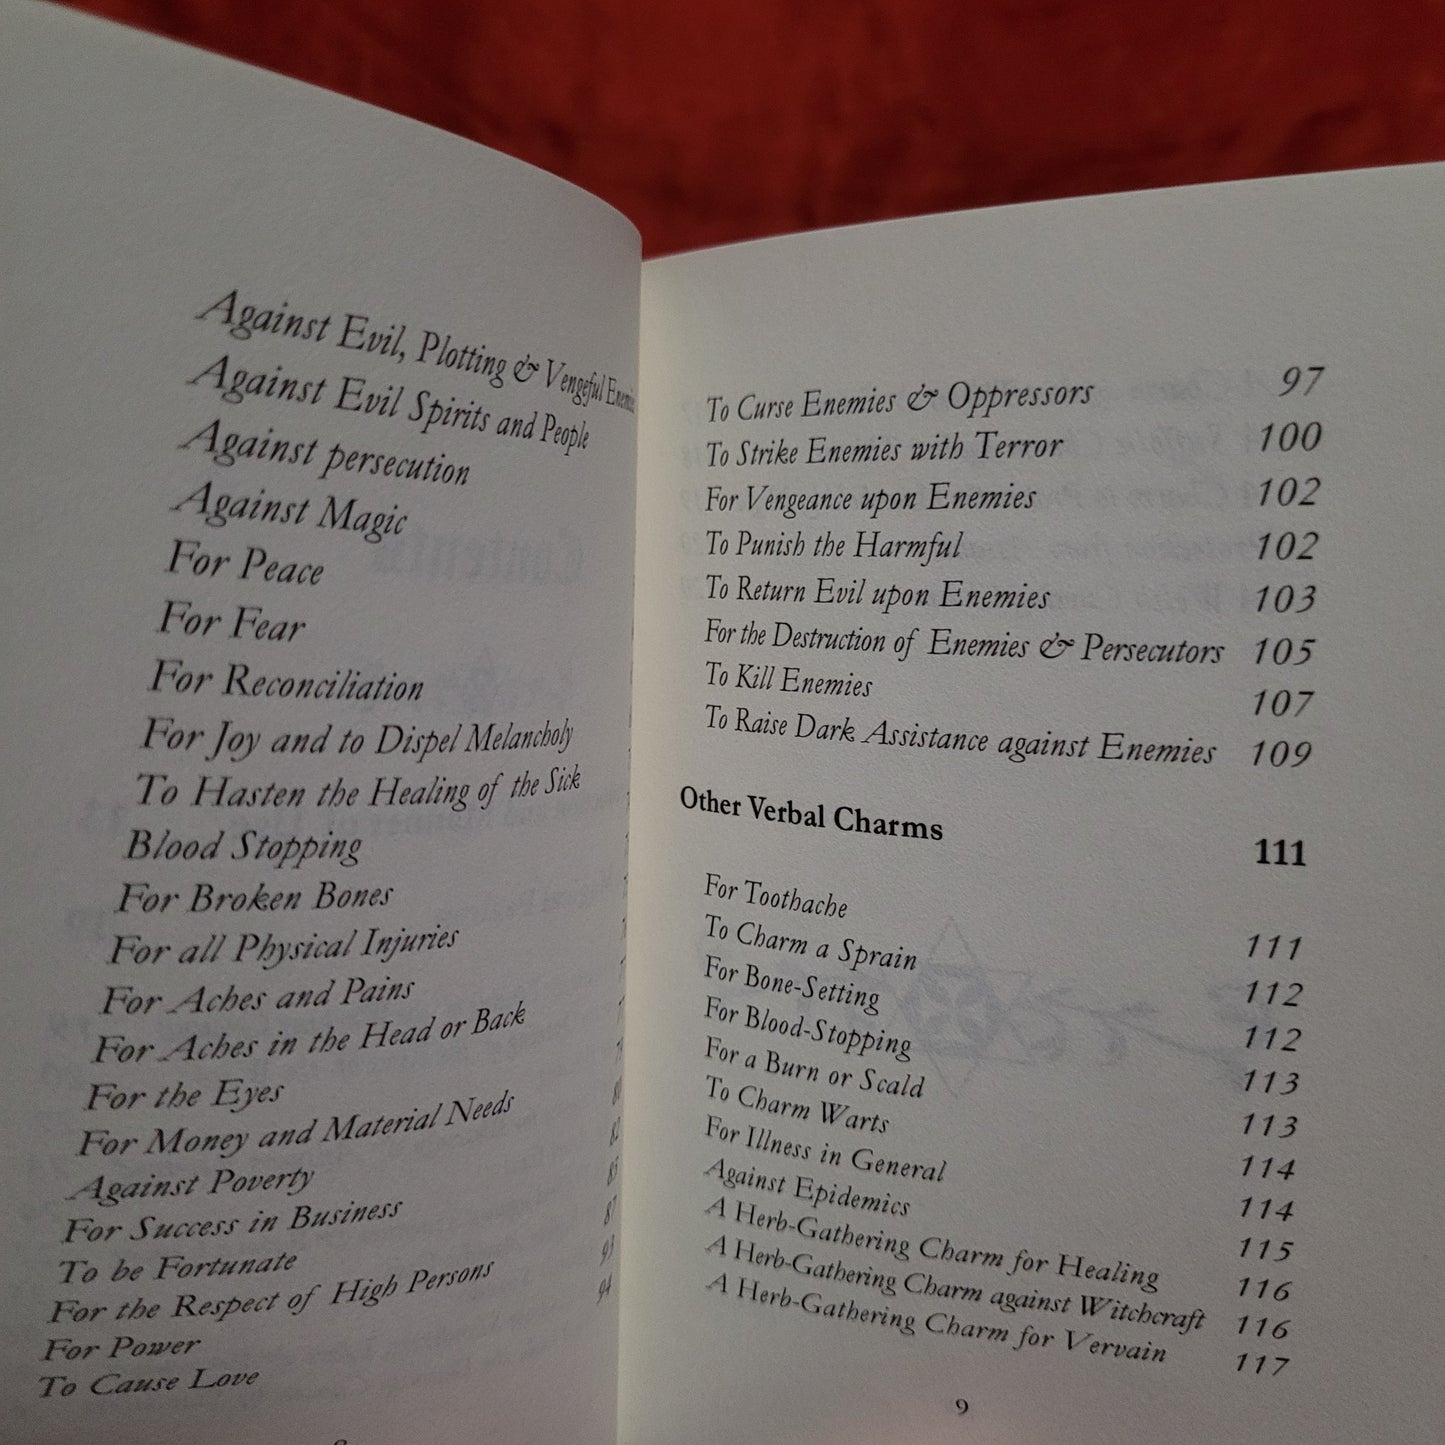 Against Evil, Plotting & Vengeful Enemies
Against Evil Spirits and People
Against persecution
Against Magic
For Peace
For Fear
For Reconciliation
For Joy and to Dispel Melancholy
To Hasten the Healing of the Sick
Blood Stopping
For Broken Bones
For all Physical Injuries
For Aches and Pains
For Aches in the Head or Back
For the Eyes
For Money and Material Needs 80
Against Poverty 82
For Success in Business 85
To be Fortunate 87
For the Respect of High Persons 93
For Power 94
To Cause Love
To Curse Enemies & Oppressors 97
To Strike Enemies with Terror 100
For Vengeance upon Enemies 102
To Punish the Harmful 102
To Return Evil upon Enemies 103
For the Destruction of Enemies & Persecutors 105
To Kill Enemies 107
To Raise Dark Assistance against Enemies 109
Other Verbal Charms 111
For Toothache 111
To Charm a Sprain 112
For Bone-Setting 112
For Blood-Stopping 113
For a Burn or Scald 113
To Charm Warts 114
For Illness in General 114
Against Epidemics 115
A Herb-Gathering Charm for Healing 116
A Herb-Gathering Charm against Witchcraft 116
A Herb-Gathering Charm for Vervain 117
9